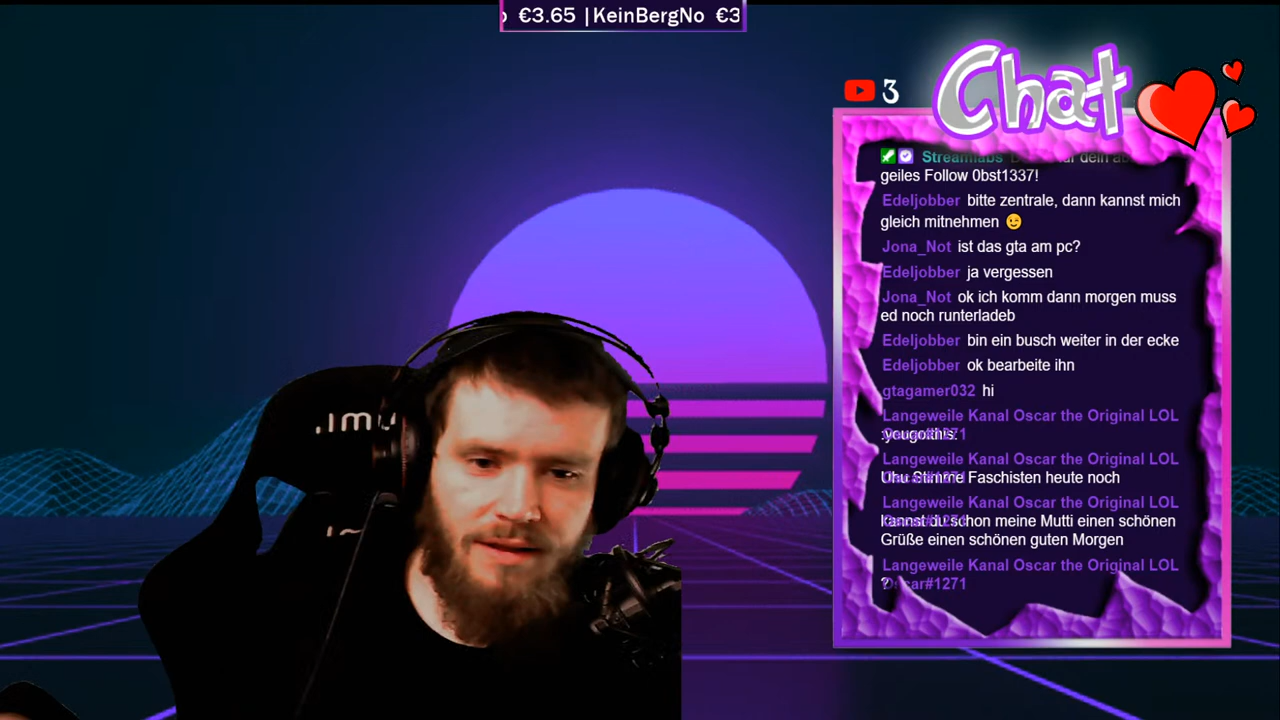 €3.65 | KeinBergNo €3
3
Chat
Streamlabs
geiles Follow 0bst1337!
Edeljobber bitte zentrale, dann kannst mich
gleich mitnehmen 😉
Jona_Not ist das gta am pc?
Edeljobber ja vergessen
Jona_Not ok ich komm dann morgen muss
ed noch runterladeb
Edeljobber bin ein busch weiter in der ecke
Edeljobber ok bearbeite ihn
gtagamer032 hi
Langeweile Kanal Oscar the Original LOL
Langeweile Kanal Oscar the Original LOL
Faschisten heute noch
Langeweile Kanal Oscar the Original LOL
schon meine Mutti einen schönen
Grüße einen schönen guten Morgen
Langeweile Kanal Oscar the Original LOL
? Oscar#1271